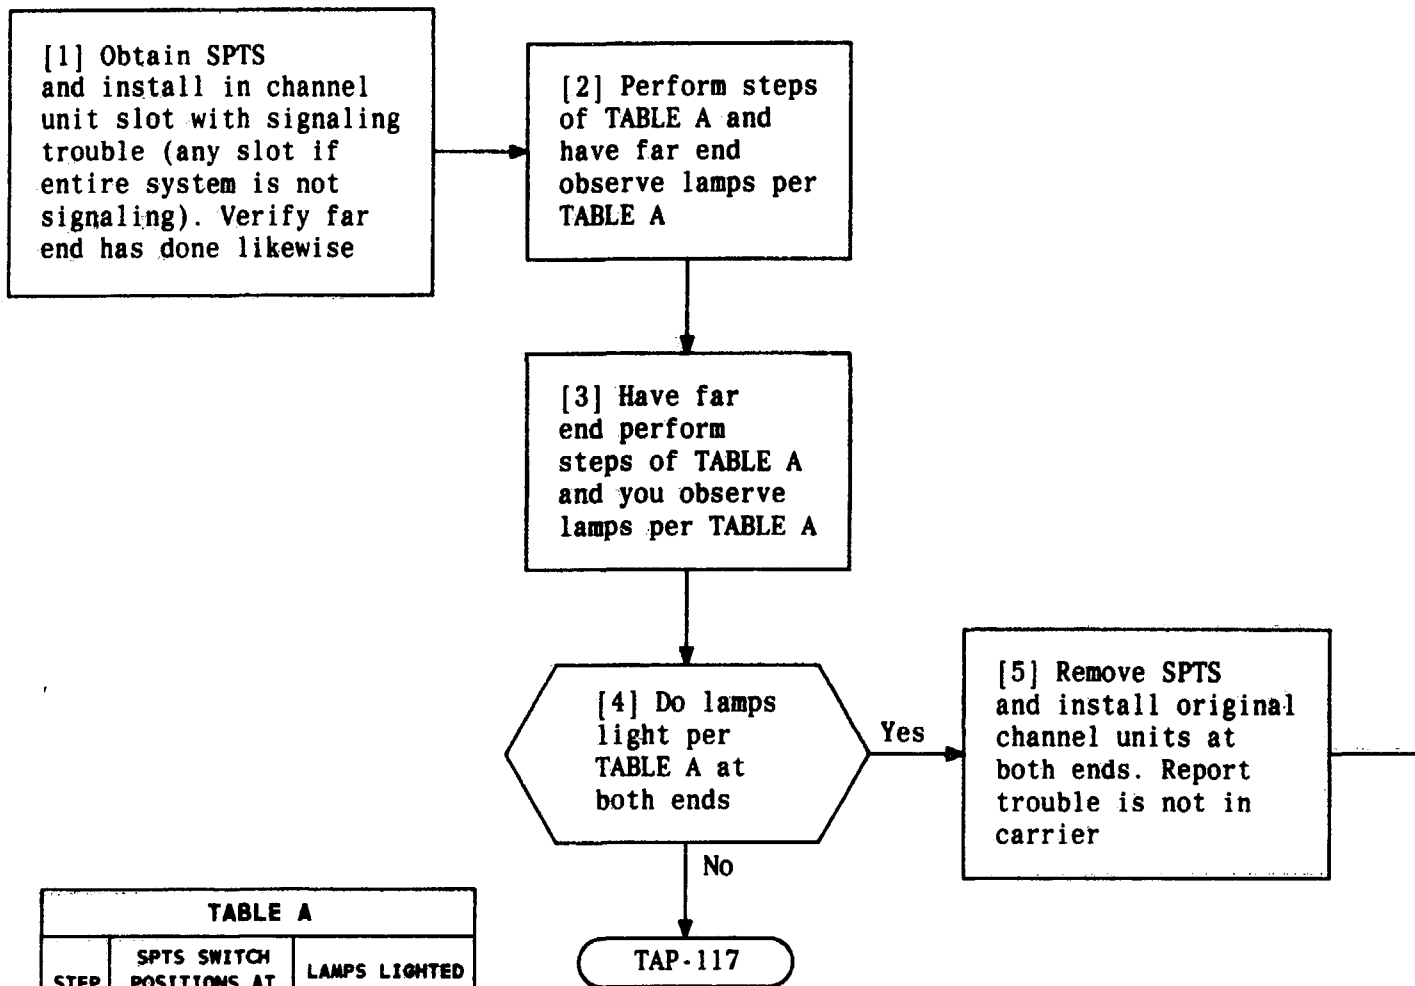 [1] Obtain SPTS
and install in channel
unit slot with signaling
trouble (any slot if
entire system is not
signaling). Verify far
end has done likewise
[2] Perform steps
of TABLE A and
have far end
observe lamps per
TABLE A
[3] Have far
end perform
steps of TABLE A
and you observe
lamps per TABLE A
[4] Do lamps
light per
TABLE A at
both ends
Yes
[5] Remove SPTS
and install original
channel units at
both ends. Report
trouble is not in
carrier
No
TAP-117
TABLE A
STEP
SPTS SWITCH
POSITIONS AT
LAMPS LIGHTED